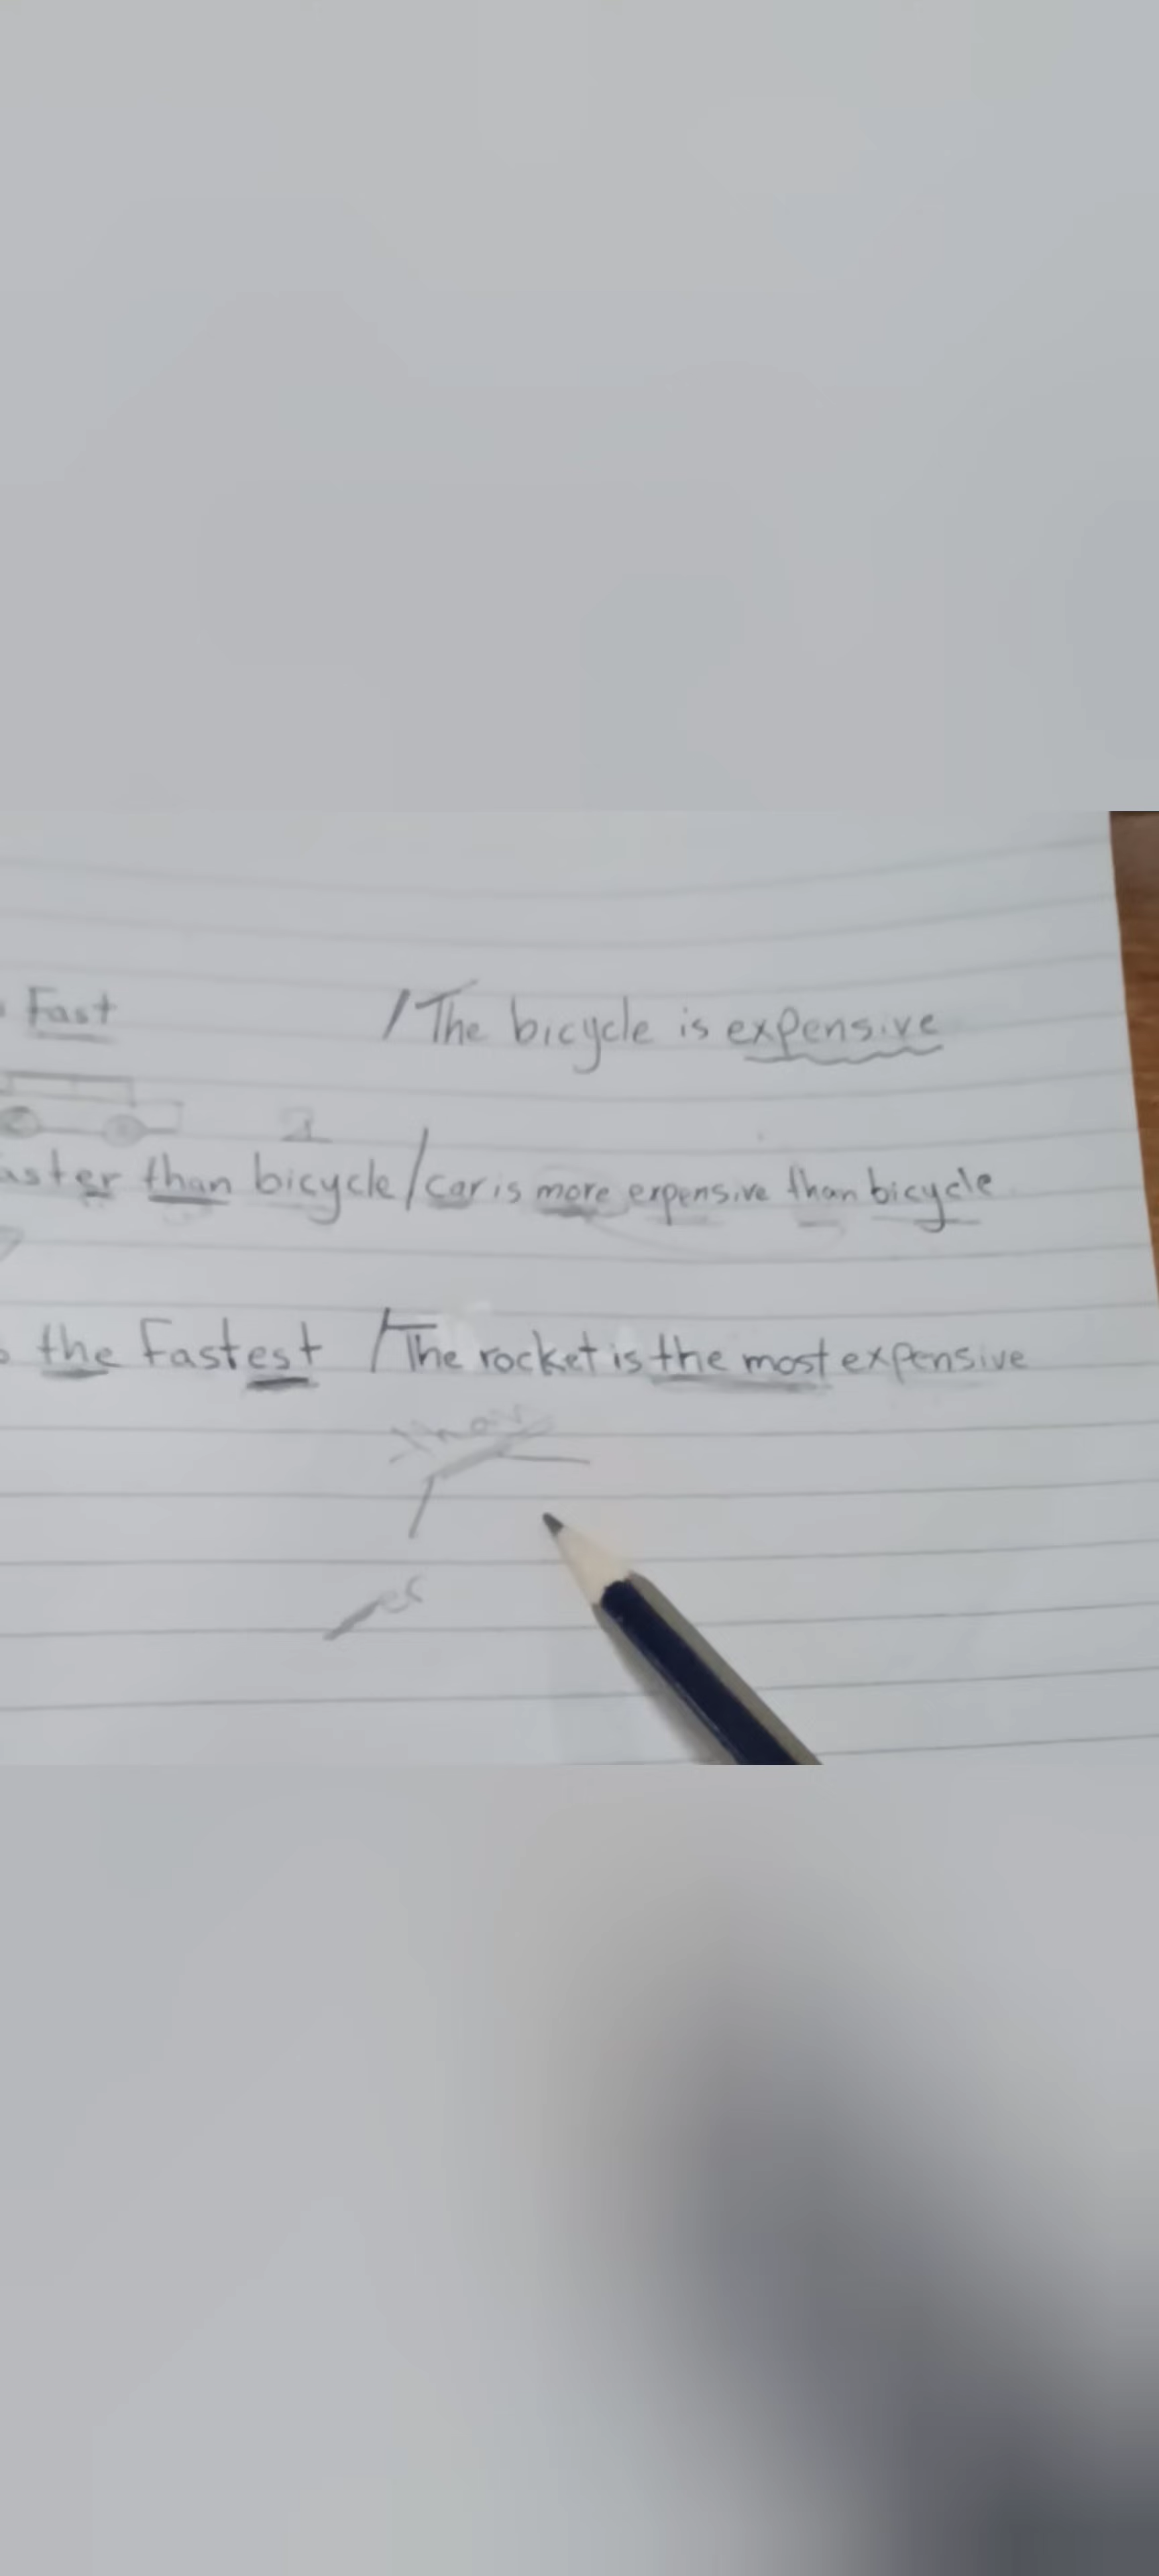 Fast /The bicycle is expensive
aster than bicycle/car is more expensive than bicycle
the fastest /The rocket is the most expensive